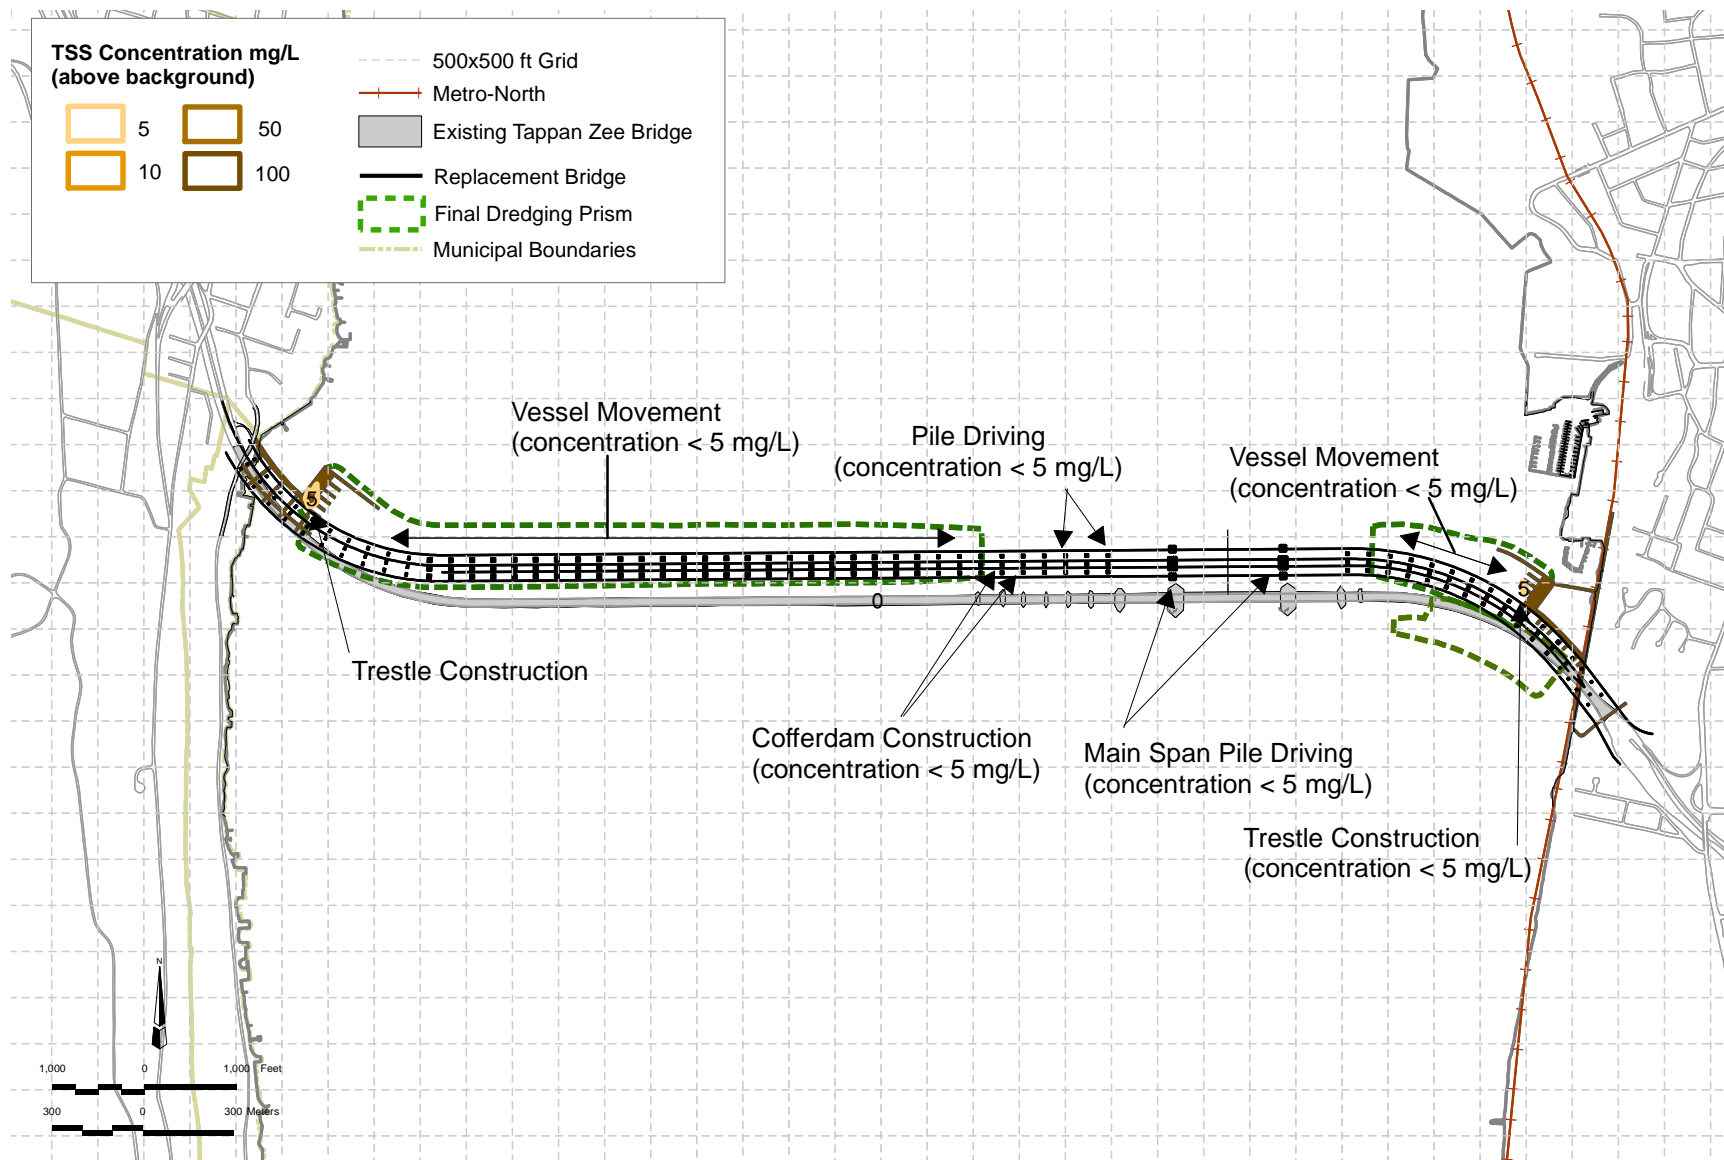 TSS Concentration mg/L
(above background)
5
50
10
100
500x500 ft Grid
Metro-North
Existing Tappan Zee Bridge
Replacement Bridge
Final Dredging Prism
Municipal Boundaries
Vessel Movement
(concentration < 5 mg/L)
Pile Driving
(concentration < 5 mg/L)
Vessel Movement
(concentration < 5 mg/L)
5
5
0
Trestle Construction
Cofferdam Construction
(concentration < 5 mg/L)
Main Span Pile Driving
(concentration < 5 mg/L)
Trestle Construction
(concentration < 5 mg/L)
N
1,000 0 1,000 Feet
300 0 300 Meters